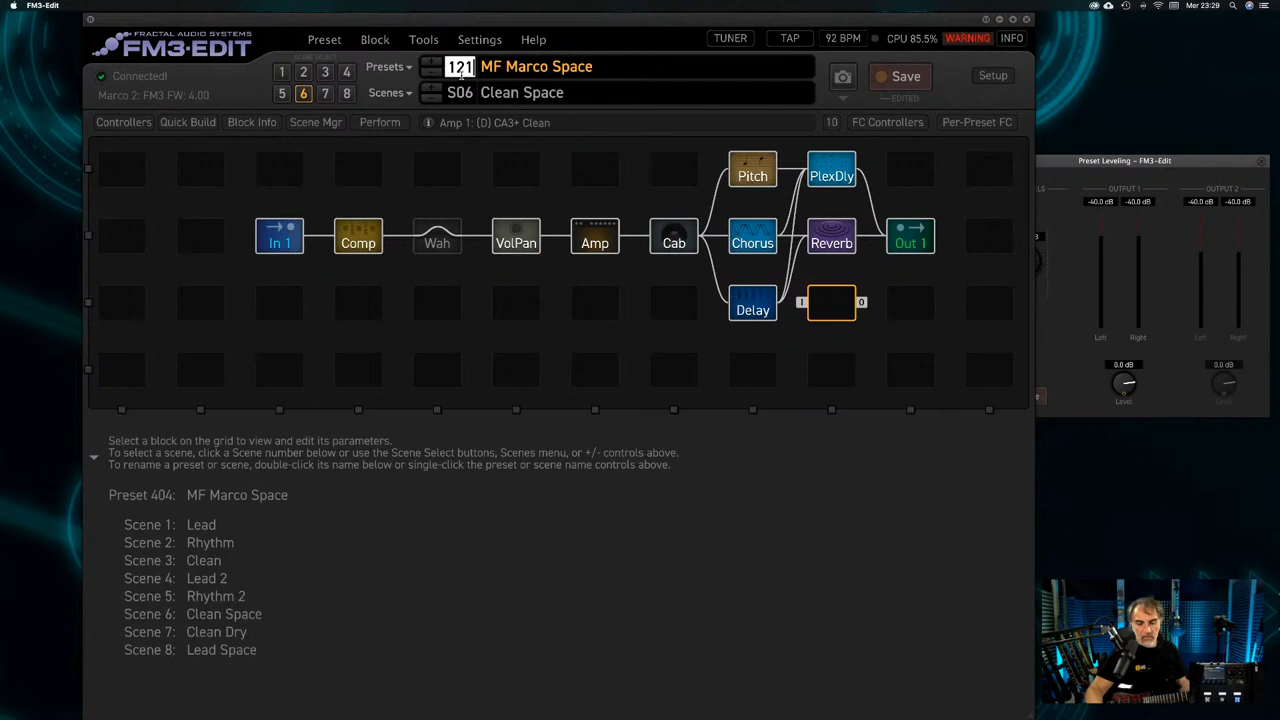 FM3-Edit
Mer 23:29
FRACTAL AUDIO SYSTEMS
FM3-EDIT
Preset Block Tools Settings Help
TUNER TAP 92 BPM CPU 85.5% WARNING INFO
Connected!
Marco 2: FM3 FW: 4.00
SCENE SELECT
1 2 3 4
5 6 7 8
Presets 121 MF Marco Space
Scenes S06 Clean Space
Save
EDITED
Setup
Controllers Quick Build Block Info Scene Mgr Perform Amp 1: (D) CA3+ Clean 10 FC Controllers Per-Preset FC
Pitch PlexDly
In 1 Comp Wah VolPan Amp Cab Chorus Reverb Out 1
Delay I O
Select a block on the grid to view and edit its parameters.
To select a scene, click a Scene number below or use the Scene Select buttons, Scenes menu, or +/- controls above.
To rename a preset or scene, double-click its name below or single-click the preset or scene name controls above.
Preset 404: MF Marco Space
Scene 1: Lead
Scene 2: Rhythm
Scene 3: Clean
Scene 4: Lead 2
Scene 5: Rhythm 2
Scene 6: Clean Space
Scene 7: Clean Dry
Scene 8: Lead Space
Preset Leveling – FM3-Edit
OUTPUT 1 OUTPUT 2
-40.0 dB -40.0 dB -40.0 dB -40.0 dB
Left Right Left Right
0.0 dB 0.0 dB
Level Level